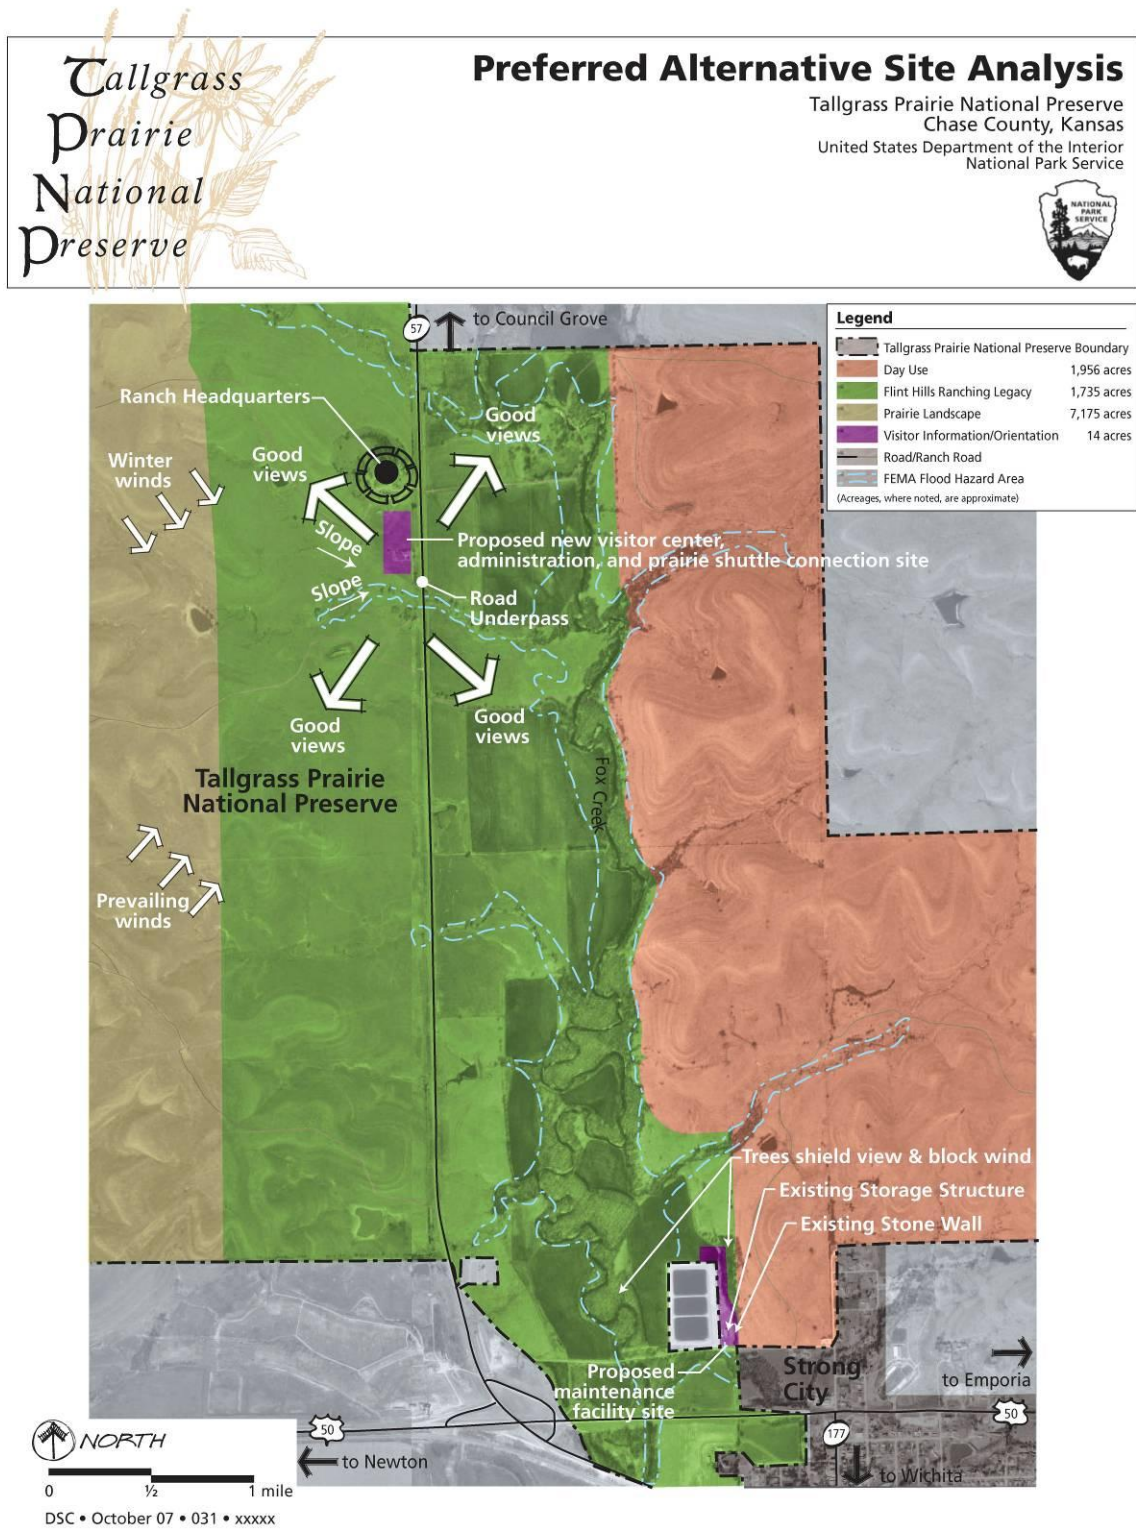 Tallgrass
Prairie
National
Preserve
Preferred Alternative Site Analysis
Tallgrass Prairie National Preserve
Chase County, Kansas
United States Department of the Interior
National Park Service
NATIONAL
PARK
SERVICE
57
to Council Grove
Legend
Tallgrass Prairie National Preserve Boundary
Day Use 1,956 acres
Flint Hills Ranching Legacy 1,735 acres
Prairie Landscape 7,175 acres
Visitor Information/Orientation 14 acres
Road/Ranch Road
FEMA Flood Hazard Area
(Acreages, where noted, are approximate)
Ranch Headquarters
Good
views
Winter
winds
Good
views
Slope
Slope
Proposed new visitor center,
administration, and prairie shuttle connection site
Road
Underpass
Good
views
Good
views
Tallgrass Prairie
National Preserve
Fox Creek
Prevailing
winds
Trees shield view & block wind
Existing Storage Structure
Existing Stone Wall
Proposed
maintenance
facility site
Strong
City
to Emporia
50
50
177
to Newton
to Wichita
NORTH
0 ½ 1 mile
DSC • October 07 • 031 • xxxxx